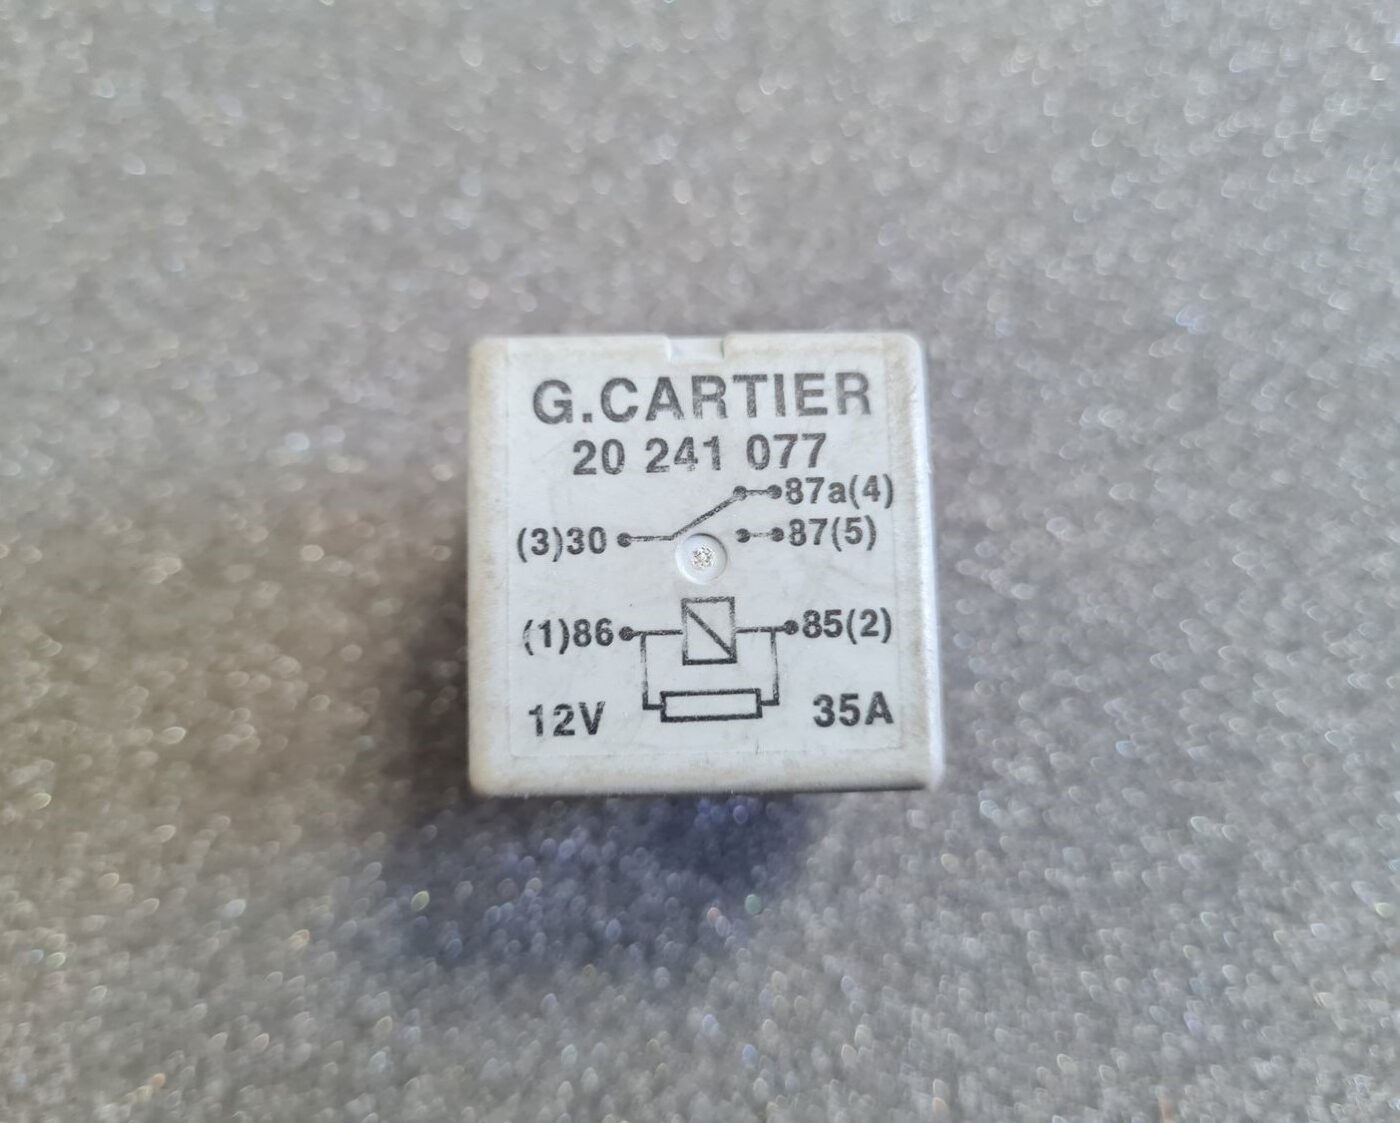 G.CARTIER
20 241 077
87a(4)
(3)30 87(5)
(1)86 85(2)
12V 35A